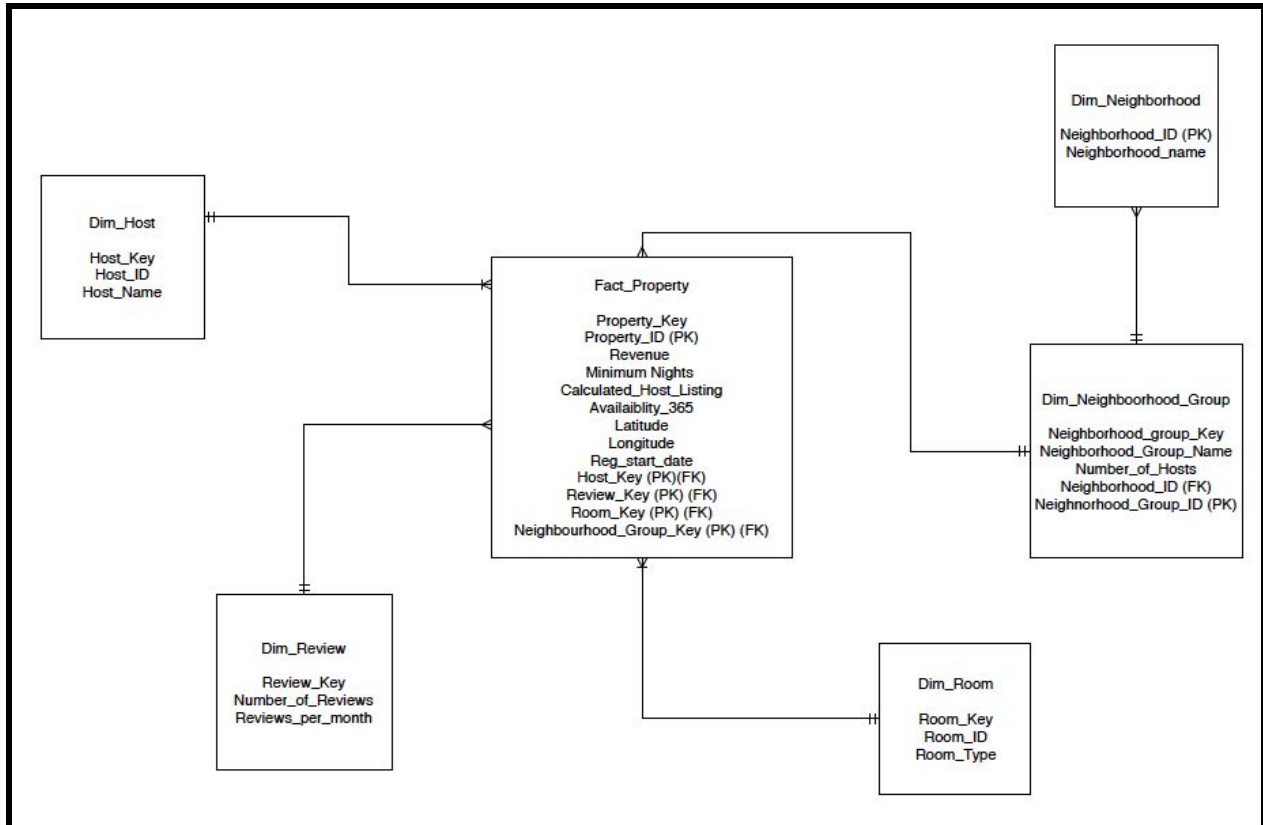 Dim_Neighborhood
Neighborhood_ID (PK)
Neighborhood_name
Dim_Host
Host_Key
Host_ID
Host_Name
Fact_Property
Property_Key
Property_ID (PK)
Revenue
Minimum Nights
Calculated_Host_Listing
Availaiblity_365
Latitude
Longitude
Reg_start_date
Host_Key (PK)(FK)
Review_Key (PK) (FK)
Room_Key (PK) (FK)
Neighbourhood_Group_Key (PK) (FK)
Dim_Neighboorhood_Group
Neighborhood_group_Key
Neighborhood_Group_Name
Number_of_Hosts
Neighborhood_ID (FK)
Neighnorhood_Group_ID (PK)
Dim_Review
Review_Key
Number_of_Reviews
Reviews_per_month
Dim_Room
Room_Key
Room_ID
Room_Type